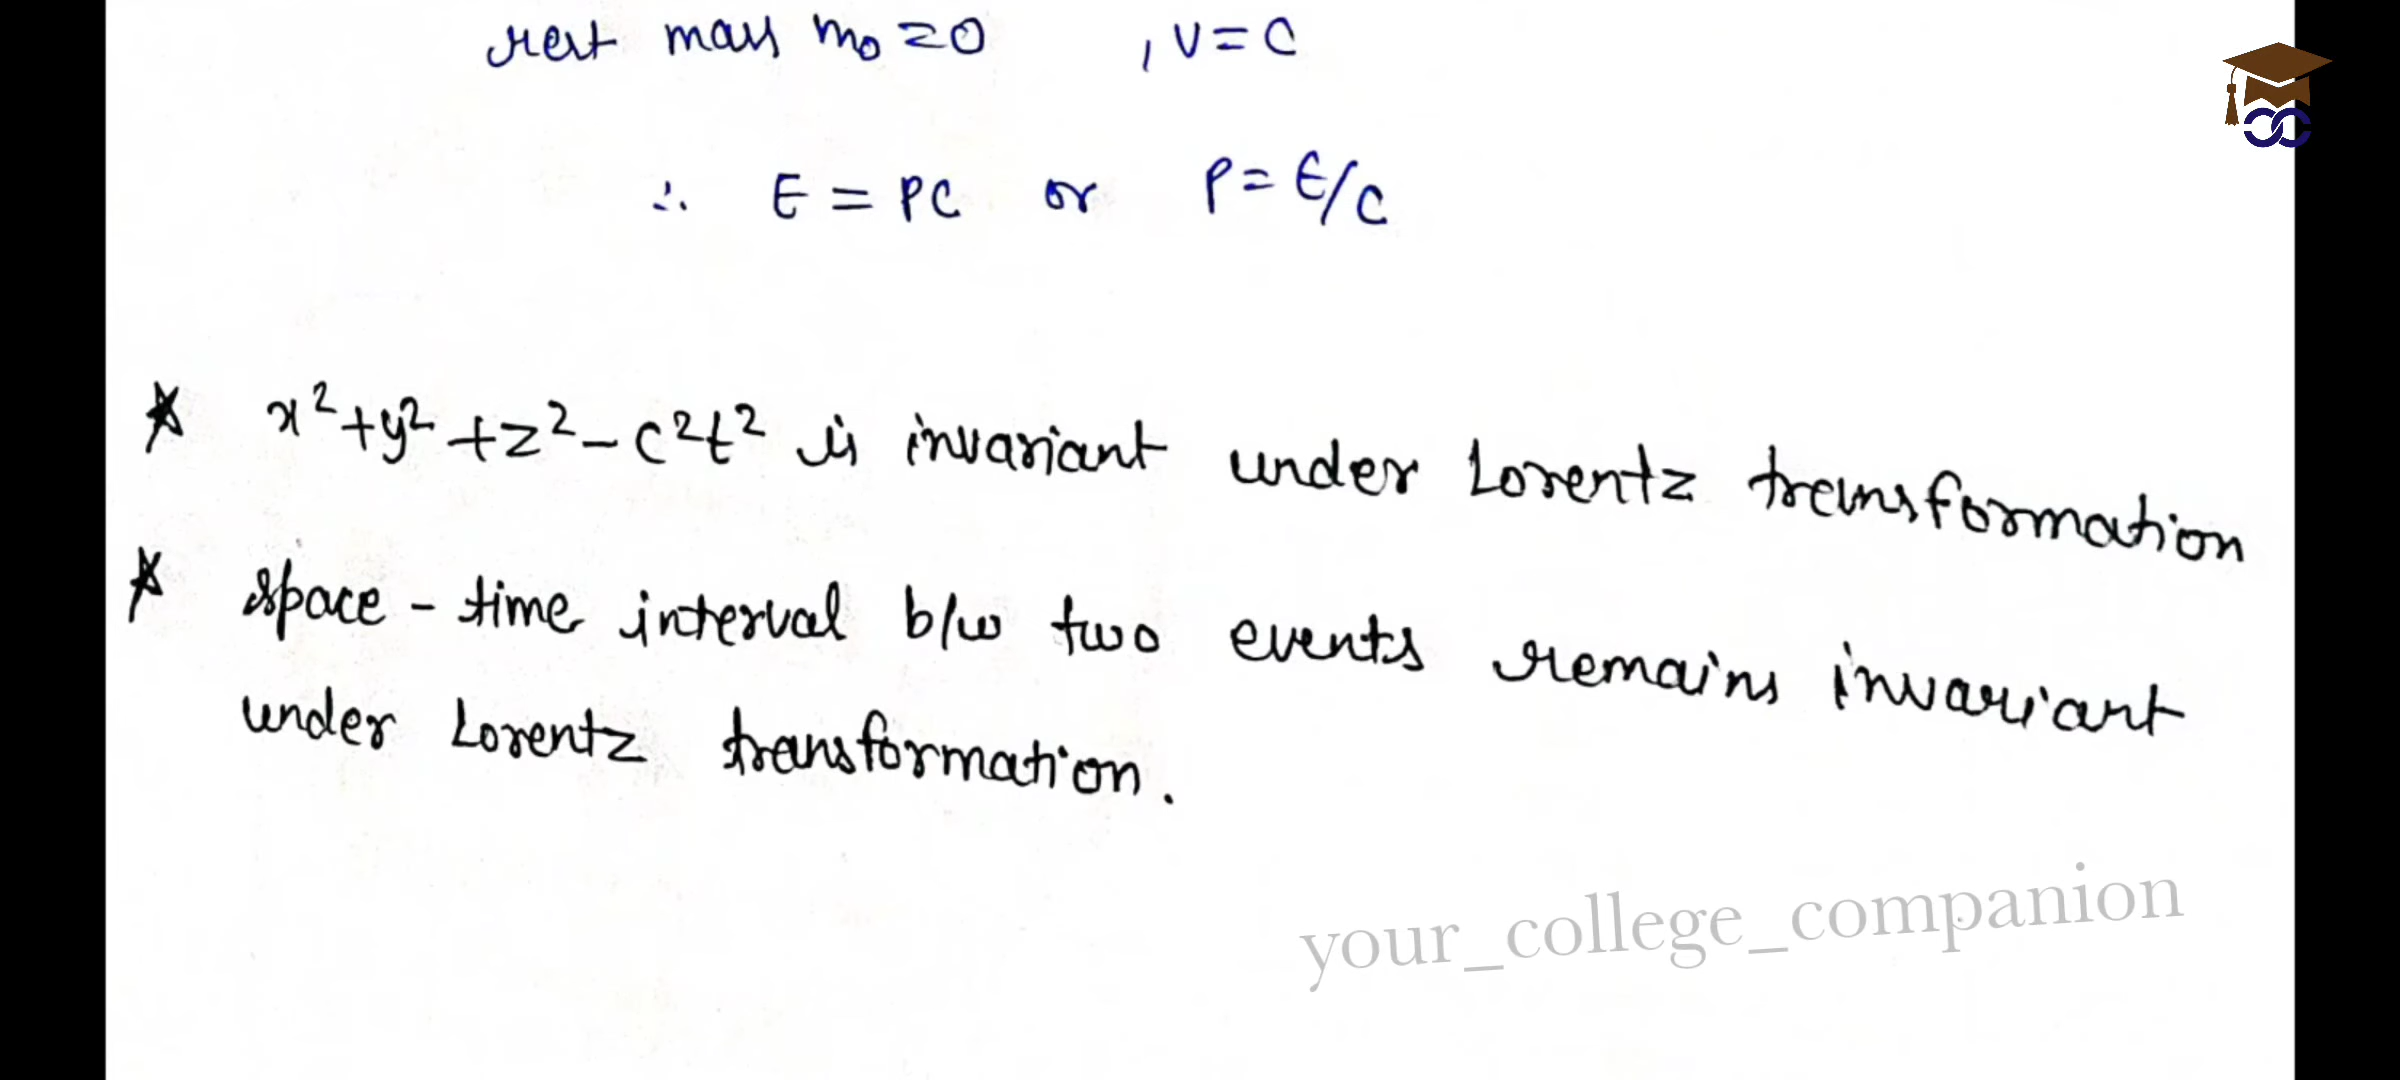 rest mass m₀=0 , v=c
∴ E = PC or P= E/C
* x²+y²+z²-c²t² is invariant under Lorentz transformation
* space-time interval b/w two events remains invariant
under Lorentz transformation.
your_college_companion